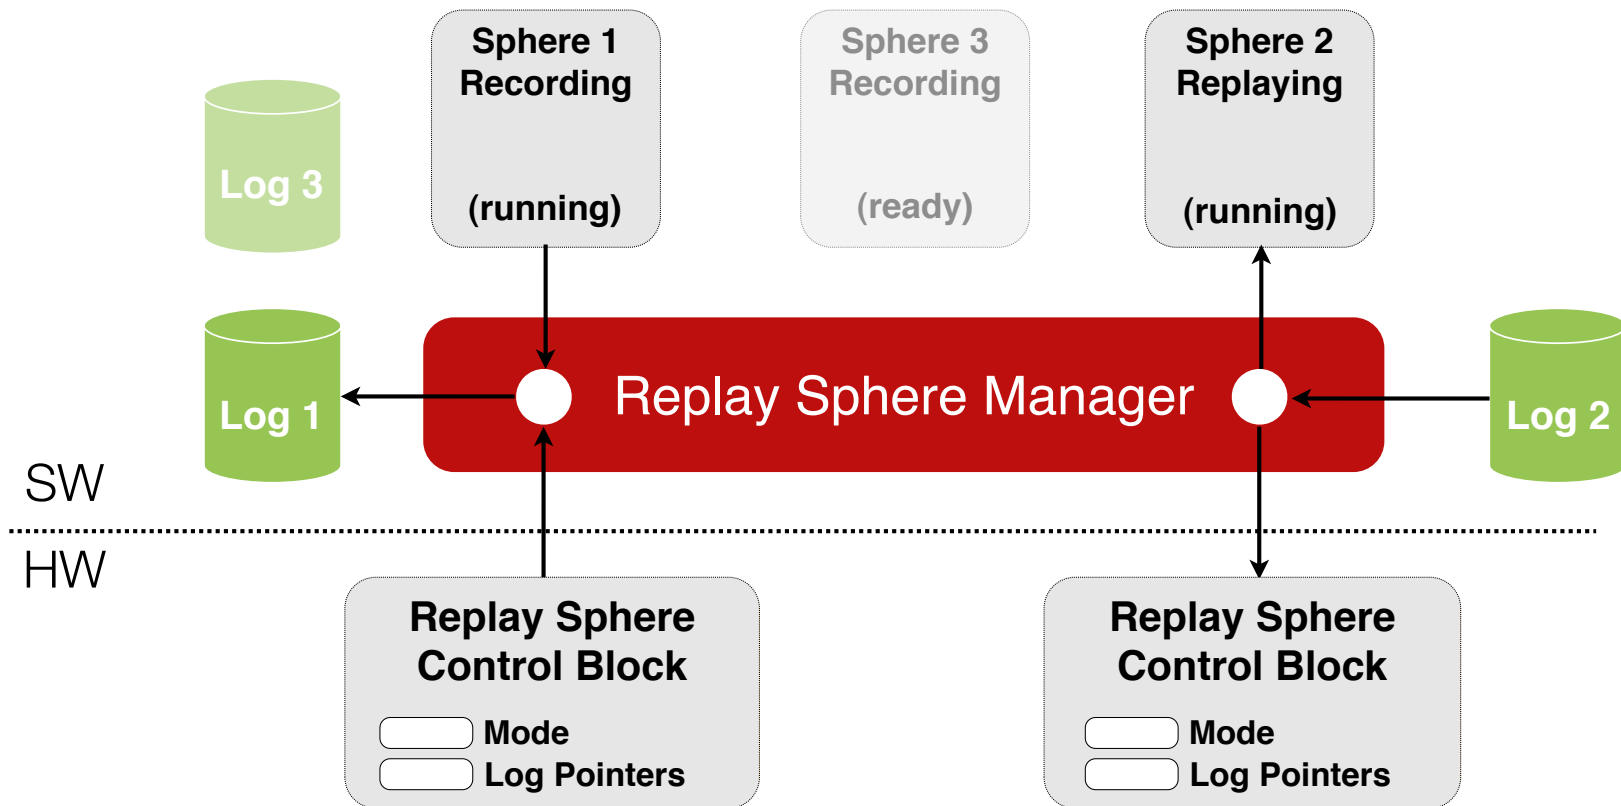 Sphere 1
Recording
(running)
Sphere 3
Recording
(ready)
Sphere 2
Replaying
(running)
Log 3
Log 1
Replay Sphere Manager
Log 2
SW
HW
Replay Sphere
Control Block
Mode
Log Pointers
Replay Sphere
Control Block
Mode
Log Pointers